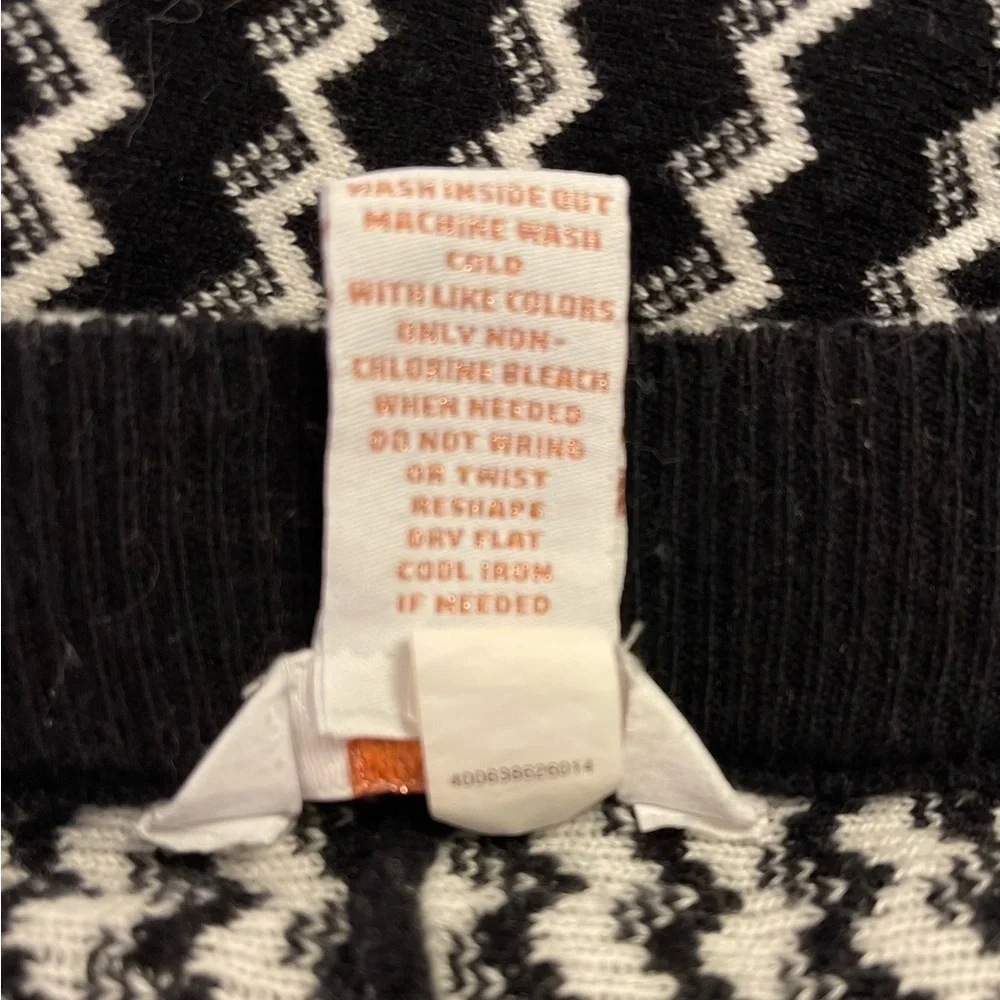 WASH INSIDE OUT
MACHINE WASH
COLD
WITH LIKE COLORS
ONLY NON-
CHLORINE BLEACH
WHEN NEEDED
DO NOT WRING
OR TWIST
RESHAPE
DRY FLAT
COOL IRON
IF NEEDED
400636626014